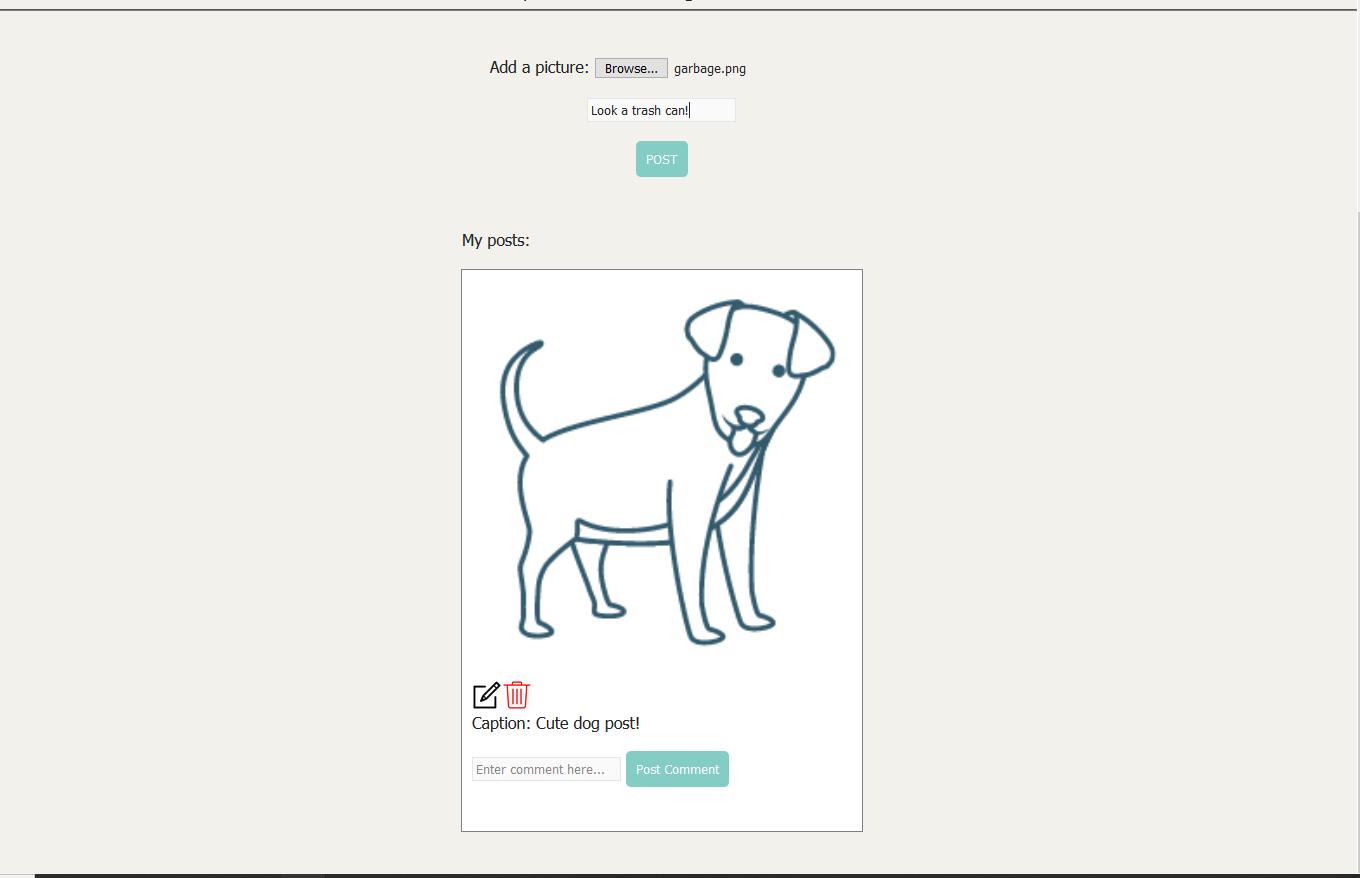 Add a picture: Browse... garbage.png
Look a trash can!
POST
My posts:
Caption: Cute dog post!
Enter comment here... Post Comment